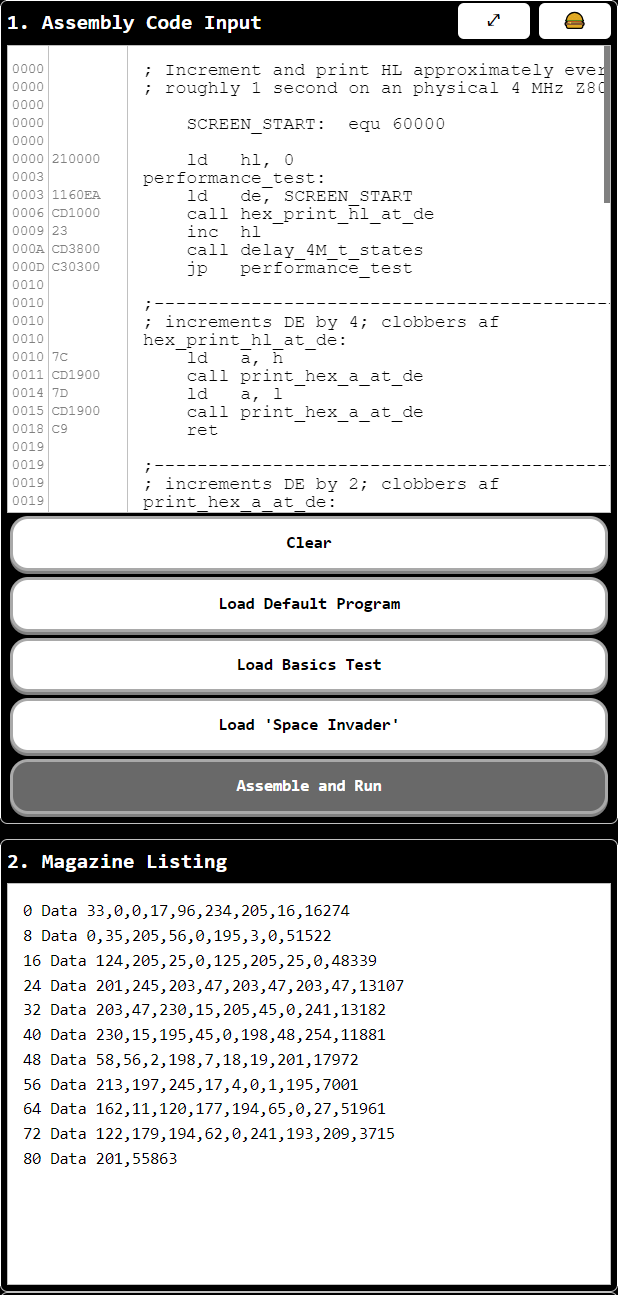 1. Assembly Code Input ⤢
0000 ; Increment and print HL approximately ever
0000 ; roughly 1 second on an physical 4 MHz Z80
0000
0000 SCREEN_START: equ 60000
0000
0000 210000 ld hl, 0
0003 performance_test:
0003 1160EA ld de, SCREEN_START
0006 CD1000 call hex_print_hl_at_de
0009 23 inc hl
000A CD3800 call delay_4M_t_states
000D C30300 jp performance_test
0010
0010 ;-------------------------------------------
0010 ; increments DE by 4; clobbers af
0010 hex_print_hl_at_de:
0010 7C ld a, h
0011 CD1900 call print_hex_a_at_de
0014 7D ld a, l
0015 CD1900 call print_hex_a_at_de
0018 C9 ret
0019
0019 ;-------------------------------------------
0019 ; increments DE by 2; clobbers af
0019 print_hex_a_at_de:
Clear
Load Default Program
Load Basics Test
Load 'Space Invader'
Assemble and Run
2. Magazine Listing
0 Data 33,0,0,17,96,234,205,16,16274
8 Data 0,35,205,56,0,195,3,0,51522
16 Data 124,205,25,0,125,205,25,0,48339
24 Data 201,245,203,47,203,47,203,47,13107
32 Data 203,47,230,15,205,45,0,241,13182
40 Data 230,15,195,45,0,198,48,254,11881
48 Data 58,56,2,198,7,18,19,201,17972
56 Data 213,197,245,17,4,0,1,195,7001
64 Data 162,11,120,177,194,65,0,27,51961
72 Data 122,179,194,62,0,241,193,209,3715
80 Data 201,55863